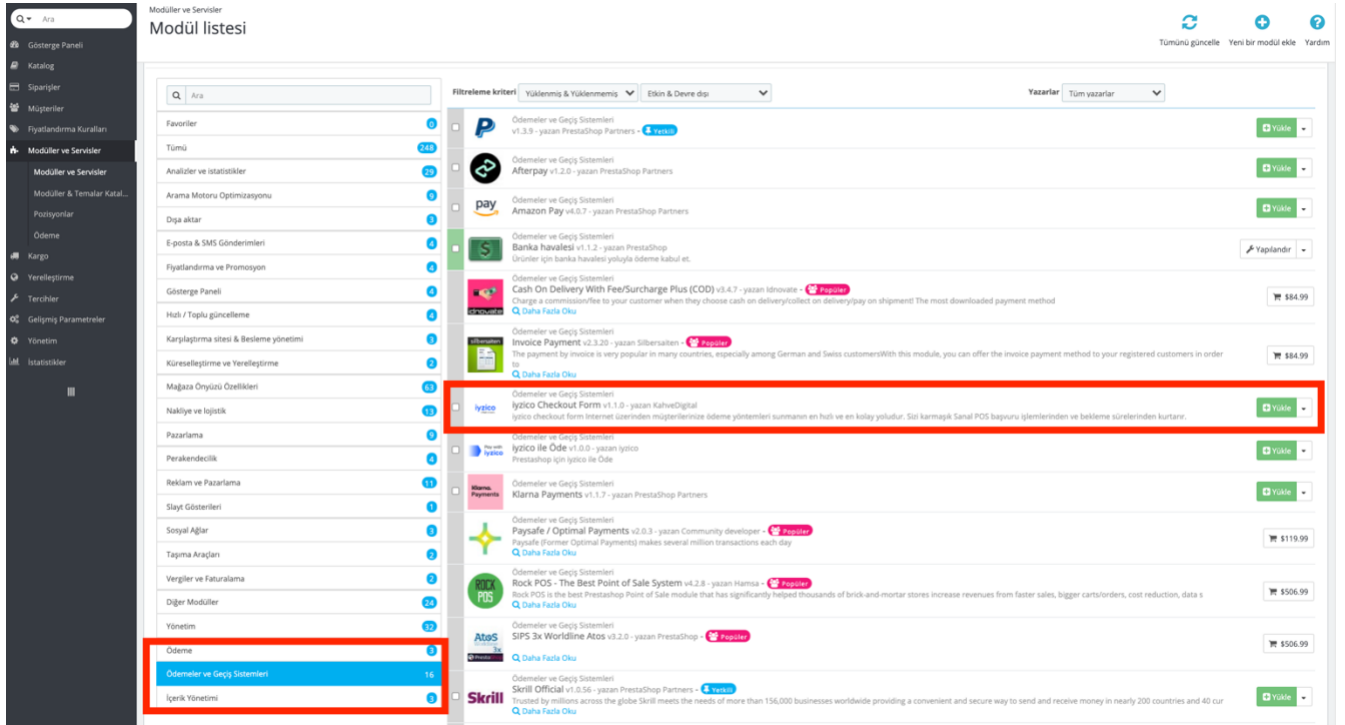 Ara
Gösterge Paneli
Katalog
Siparişler
Müşteriler
Fiyatlandırma Kuralları
Modüller ve Servisler
Modüller ve Servisler
Modüller & Temalar Katal...
Pozisyonlar
Ödeme
Kargo
Yerelleştirme
Tercihler
Gelişmiş Parametreler
Yönetim
İstatistikler
Modüller ve Servisler
Modül listesi
Tümünü güncelle
Yeni bir modül ekle
Yardım
Ara
Favoriler 0
Tümü 248
Analizler ve istatistikler 29
Arama Motoru Optimizasyonu 9
Dışa aktar 3
E-posta & SMS Gönderimleri 4
Fiyatlandırma ve Promosyon 4
Gösterge Paneli 4
Hızlı / Toplu güncelleme 4
Karşılaştırma sitesi & Besleme yönetimi 3
Küreselleştirme ve Yerelleştirme 2
Mağaza Önyüzü Özellikleri 63
Nakliye ve lojistik 13
Pazarlama 9
Perakendecilik 4
Reklam ve Pazarlama 11
Slayt Gösterileri 1
Sosyal Ağlar 3
Taşıma Araçları 2
Vergiler ve Faturalama 2
Diğer Modüller 24
Yönetim 32
Ödeme 3
Ödemeler ve Geçiş Sistemleri 16
İçerik Yönetimi 3
Filtreleme kriteri Yüklenmiş & Yüklenmemiş Etkin & Devre dışı Yazarlar Tüm yazarlar
Ödemeler ve Geçiş Sistemleri
v1.3.9 - yazan PrestaShop Partners - Yetkili
Yükle
Ödemeler ve Geçiş Sistemleri
Afterpay v1.2.0 - yazan PrestaShop Partners
Yükle
pay
Ödemeler ve Geçiş Sistemleri
Amazon Pay v4.0.7 - yazan PrestaShop Partners
Yükle
Ödemeler ve Geçiş Sistemleri
Banka havalesi v1.1.2 - yazan PrestaShop
Ürünler için banka havalesi yoluyla ödeme kabul et.
Yapılandır
idnovate
Ödemeler ve Geçiş Sistemleri
Cash On Delivery With Fee/Surcharge Plus (COD) v3.4.7 - yazan Idnovate - Popüler
Charge a commission/fee to your customer when they choose cash on delivery/collect on delivery/pay on shipment! The most downloaded payment method
Daha Fazla Oku
$84.99
silbersaiten
Ödemeler ve Geçiş Sistemleri
Invoice Payment v2.3.20 - yazan Silbersaiten - Popüler
The payment by invoice is very popular in many countries, especially among German and Swiss customersWith this module, you can offer the invoice payment method to your registered customers in order
to
Daha Fazla Oku
$84.99
iyzico
Ödemeler ve Geçiş Sistemleri
iyzico Checkout Form v1.1.0 - yazan KahveDigital
iyzico checkout form Internet üzerinden müşterilerinize ödeme yöntemleri sunmanın en hızlı ve en kolay yoludur. Sizi karmaşık Sanal POS başvuru işlemlerinden ve bekleme sürelerinden kurtarır.
Yükle
Pay with
iyzico
Ödemeler ve Geçiş Sistemleri
iyzico ile Öde v1.0.0 - yazan iyzico
Prestashop için iyzico ile Öde
Yükle
Klarna.
Payments
Ödemeler ve Geçiş Sistemleri
Klarna Payments v1.1.7 - yazan PrestaShop Partners
Yükle
Ödemeler ve Geçiş Sistemleri
Paysafe / Optimal Payments v2.0.3 - yazan Community developer - Popüler
Paysafe (Former Optimal Payments) makes several million transactions each day
Daha Fazla Oku
$119.99
ROCK
POS
Ödemeler ve Geçiş Sistemleri
Rock POS - The Best Point of Sale System v4.2.8 - yazan Hamsa - Popüler
Rock POS is the best Prestashop Point of Sale module that has significantly helped thousands of brick-and-mortar stores increase revenues from faster sales, bigger carts/orders, cost reduction, data s
Daha Fazla Oku
$506.99
AtoS
3x
Ödemeler ve Geçiş Sistemleri
SIPS 3x Worldline Atos v3.2.0 - yazan PrestaShop - Popüler
Daha Fazla Oku
$506.99
Skrill
Ödemeler ve Geçiş Sistemleri
Skrill Official v1.0.56 - yazan PrestaShop Partners - Yetkili
Trusted by millions across the globe Skrill meets the needs of more than 156,000 businesses worldwide providing a convenient and secure way to send and receive money in nearly 200 countries and 40 cur
Daha Fazla Oku
Yükle